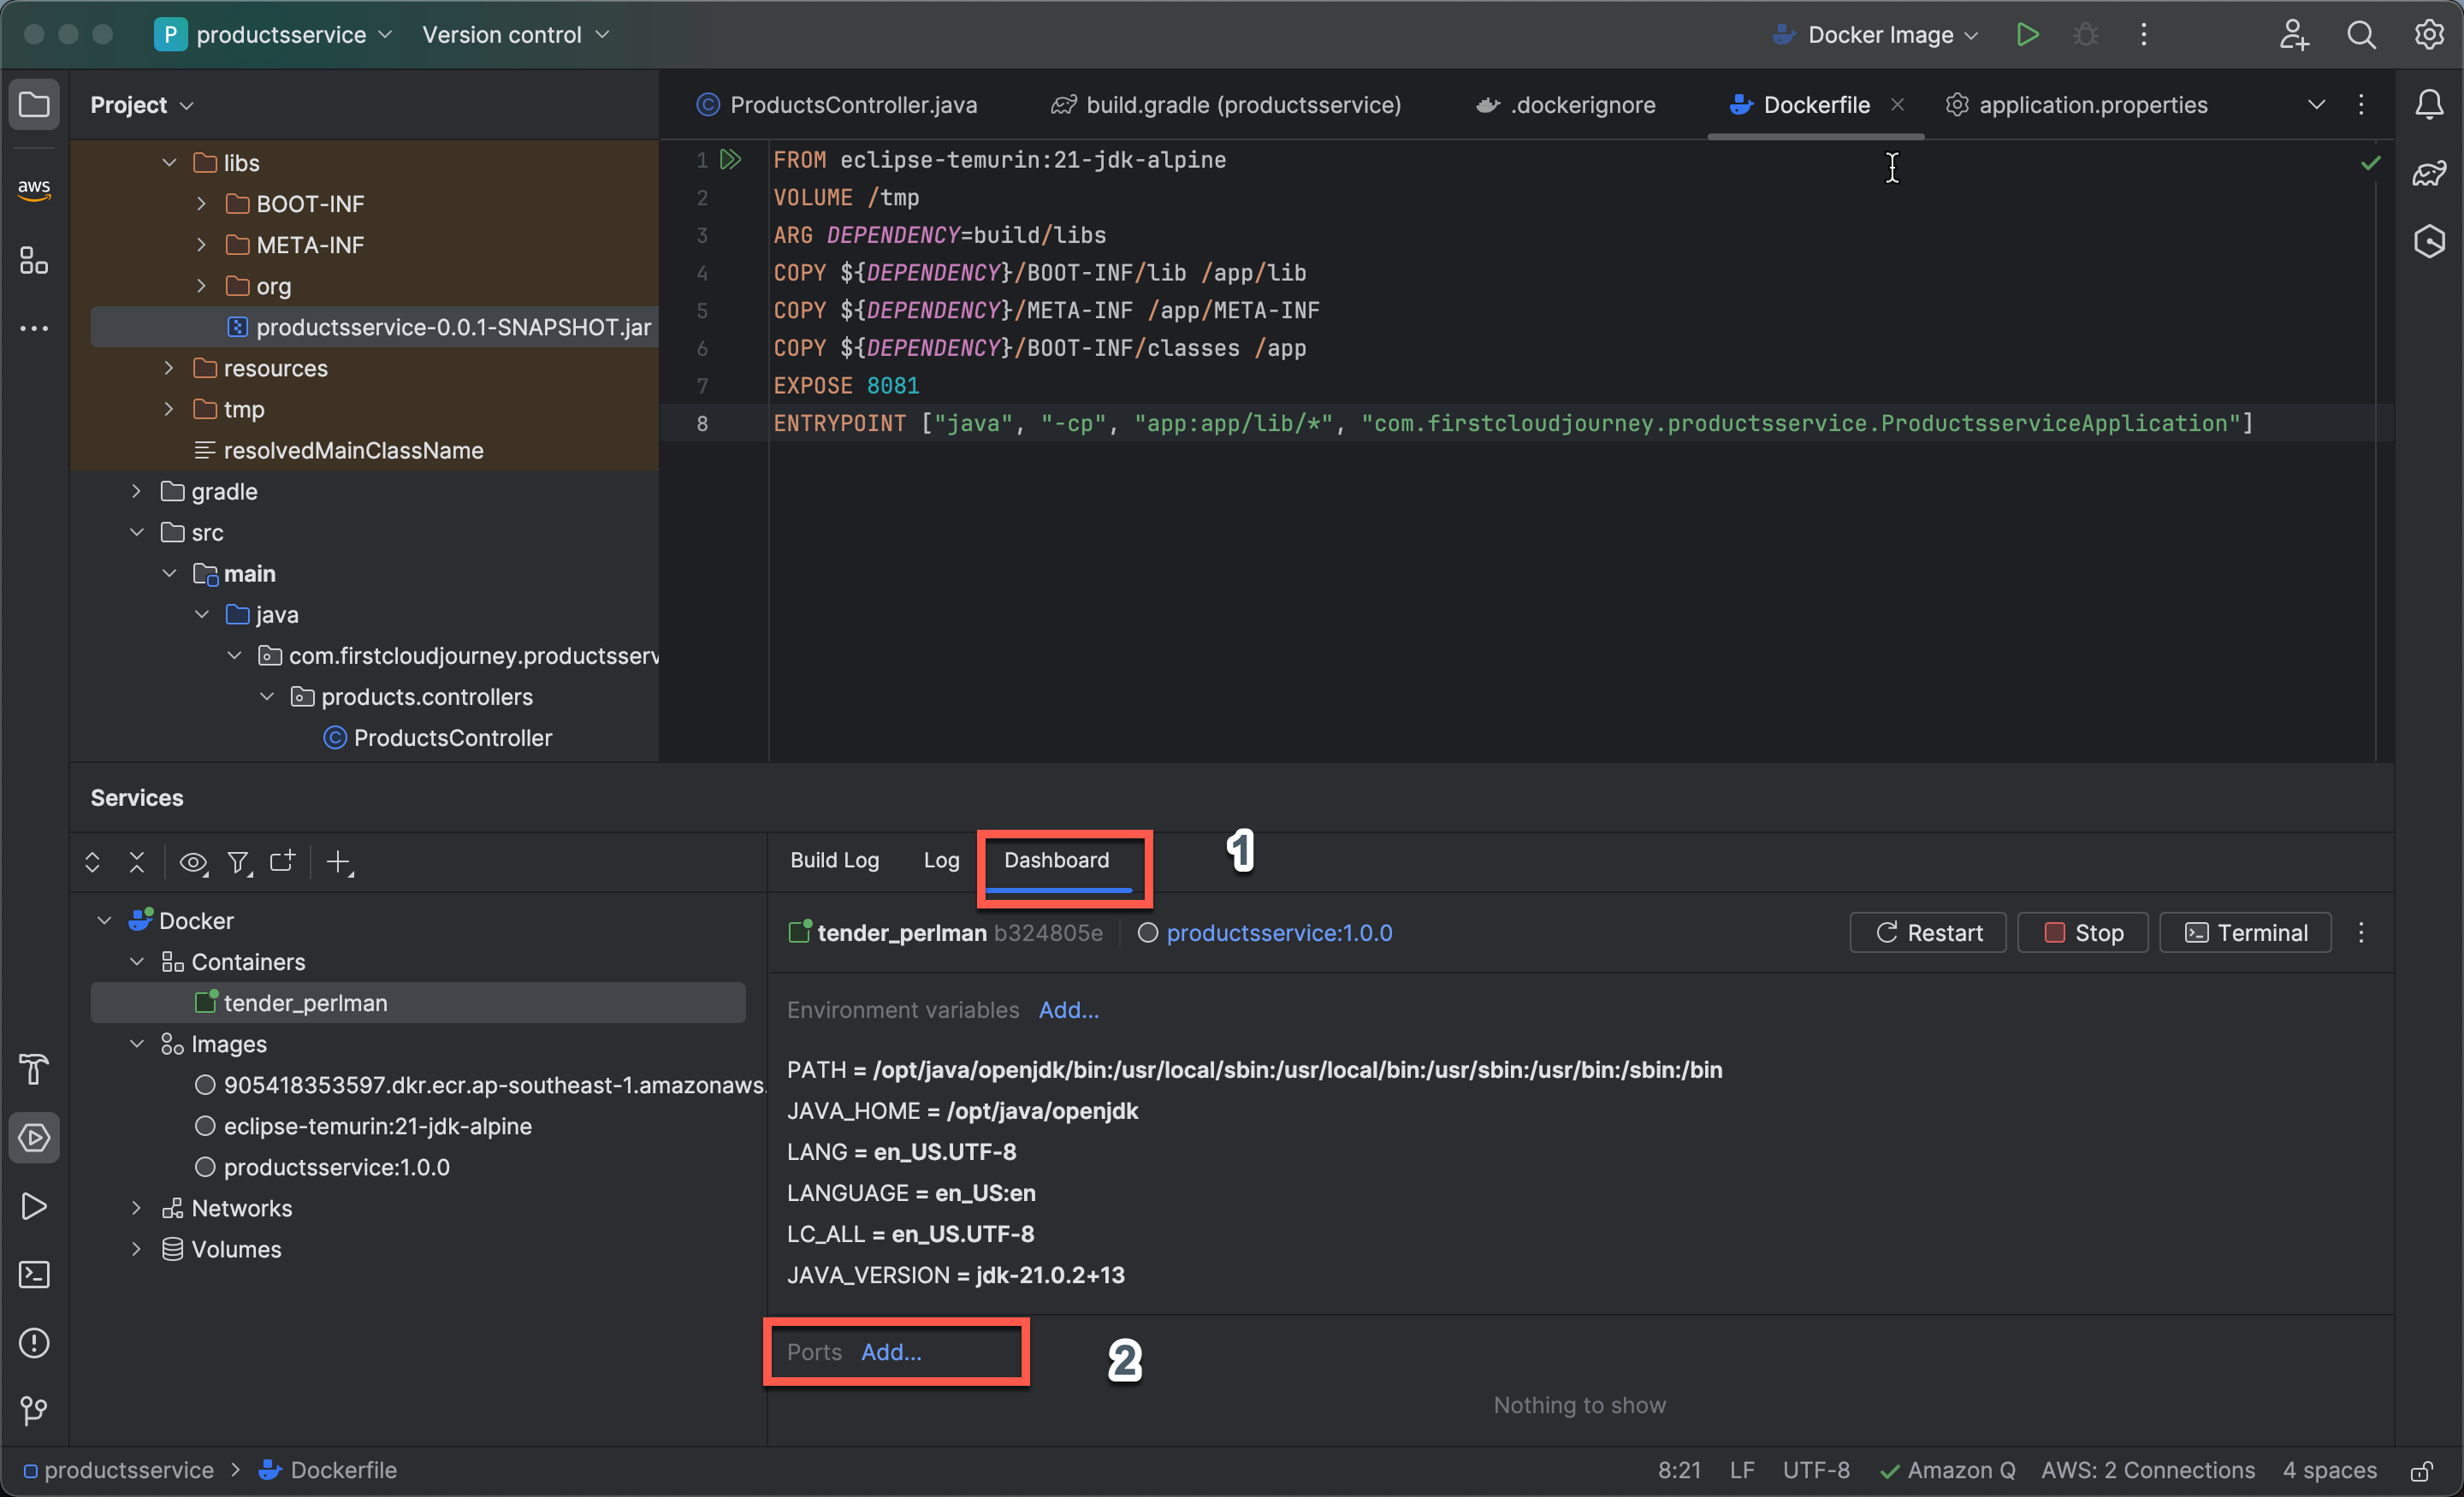 P productsservice Version control Docker Image
Project
aws
libs
BOOT-INF
META-INF
org
productsservice-0.0.1-SNAPSHOT.jar
resources
tmp
resolvedMainClassName
gradle
src
main
java
com.firstcloudjourney.productsserv
products.controllers
C ProductsController
C ProductsController.java build.gradle (productsservice) .dockerignore Dockerfile application.properties
1 FROM eclipse-temurin:21-jdk-alpine
2 VOLUME /tmp
3 ARG DEPENDENCY=build/libs
4 COPY ${DEPENDENCY}/BOOT-INF/lib /app/lib
5 COPY ${DEPENDENCY}/META-INF /app/META-INF
6 COPY ${DEPENDENCY}/BOOT-INF/classes /app
7 EXPOSE 8081
8 ENTRYPOINT ["java", "-cp", "app:app/lib/*", "com.firstcloudjourney.productsservice.ProductsserviceApplication"]
Services
Docker
Containers
tender_perlman
Images
905418353597.dkr.ecr.ap-southeast-1.amazonaws.
eclipse-temurin:21-jdk-alpine
productsservice:1.0.0
Networks
Volumes
Build Log Log Dashboard 1
tender_perlman b324805e productsservice:1.0.0 Restart Stop Terminal
Environment variables Add...
PATH = /opt/java/openjdk/bin:/usr/local/sbin:/usr/local/bin:/usr/sbin:/usr/bin:/sbin:/bin
JAVA_HOME = /opt/java/openjdk
LANG = en_US.UTF-8
LANGUAGE = en_US:en
LC_ALL = en_US.UTF-8
JAVA_VERSION = jdk-21.0.2+13
Ports Add... 2
Nothing to show
productsservice > Dockerfile 8:21 LF UTF-8 Amazon Q AWS: 2 Connections 4 spaces